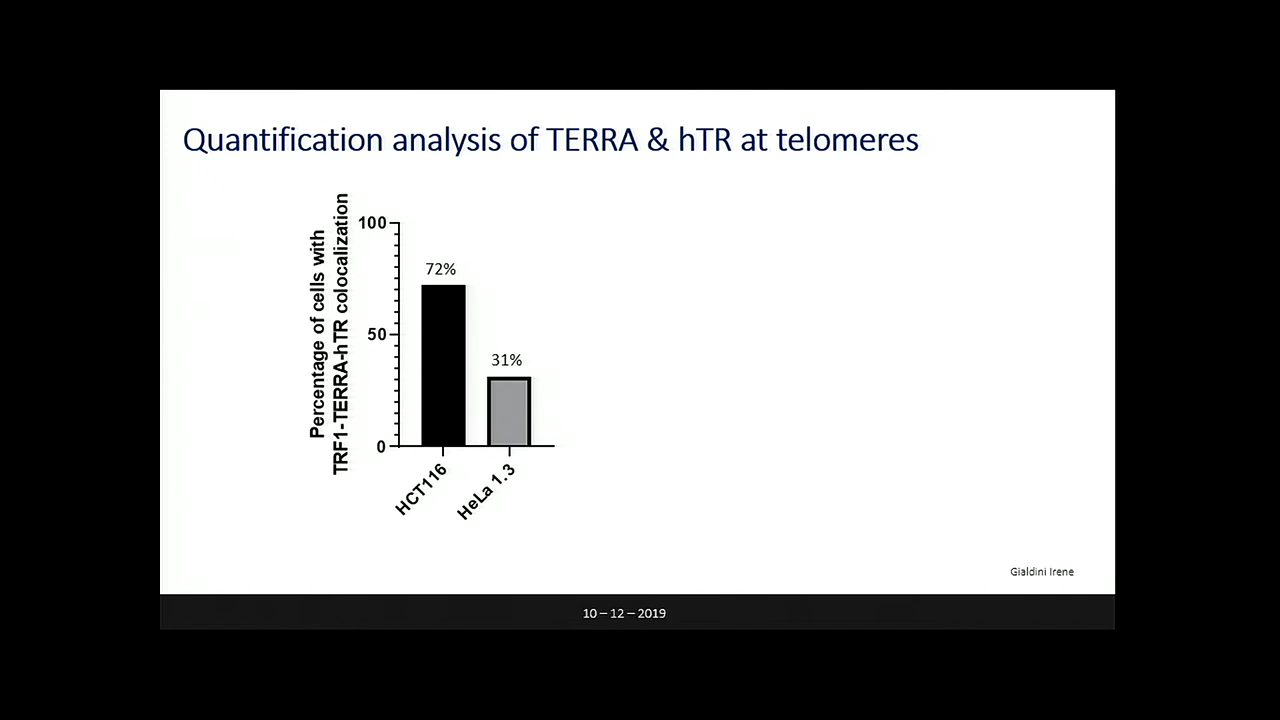 Quantification analysis of TERRA & hTR at telomeres
Percentage of cells with
TRF1-TERRA-hTR colocalization
100
50
0
72%
31%
HCT116
HeLa 1.3
Gialdini Irene
10 – 12 – 2019